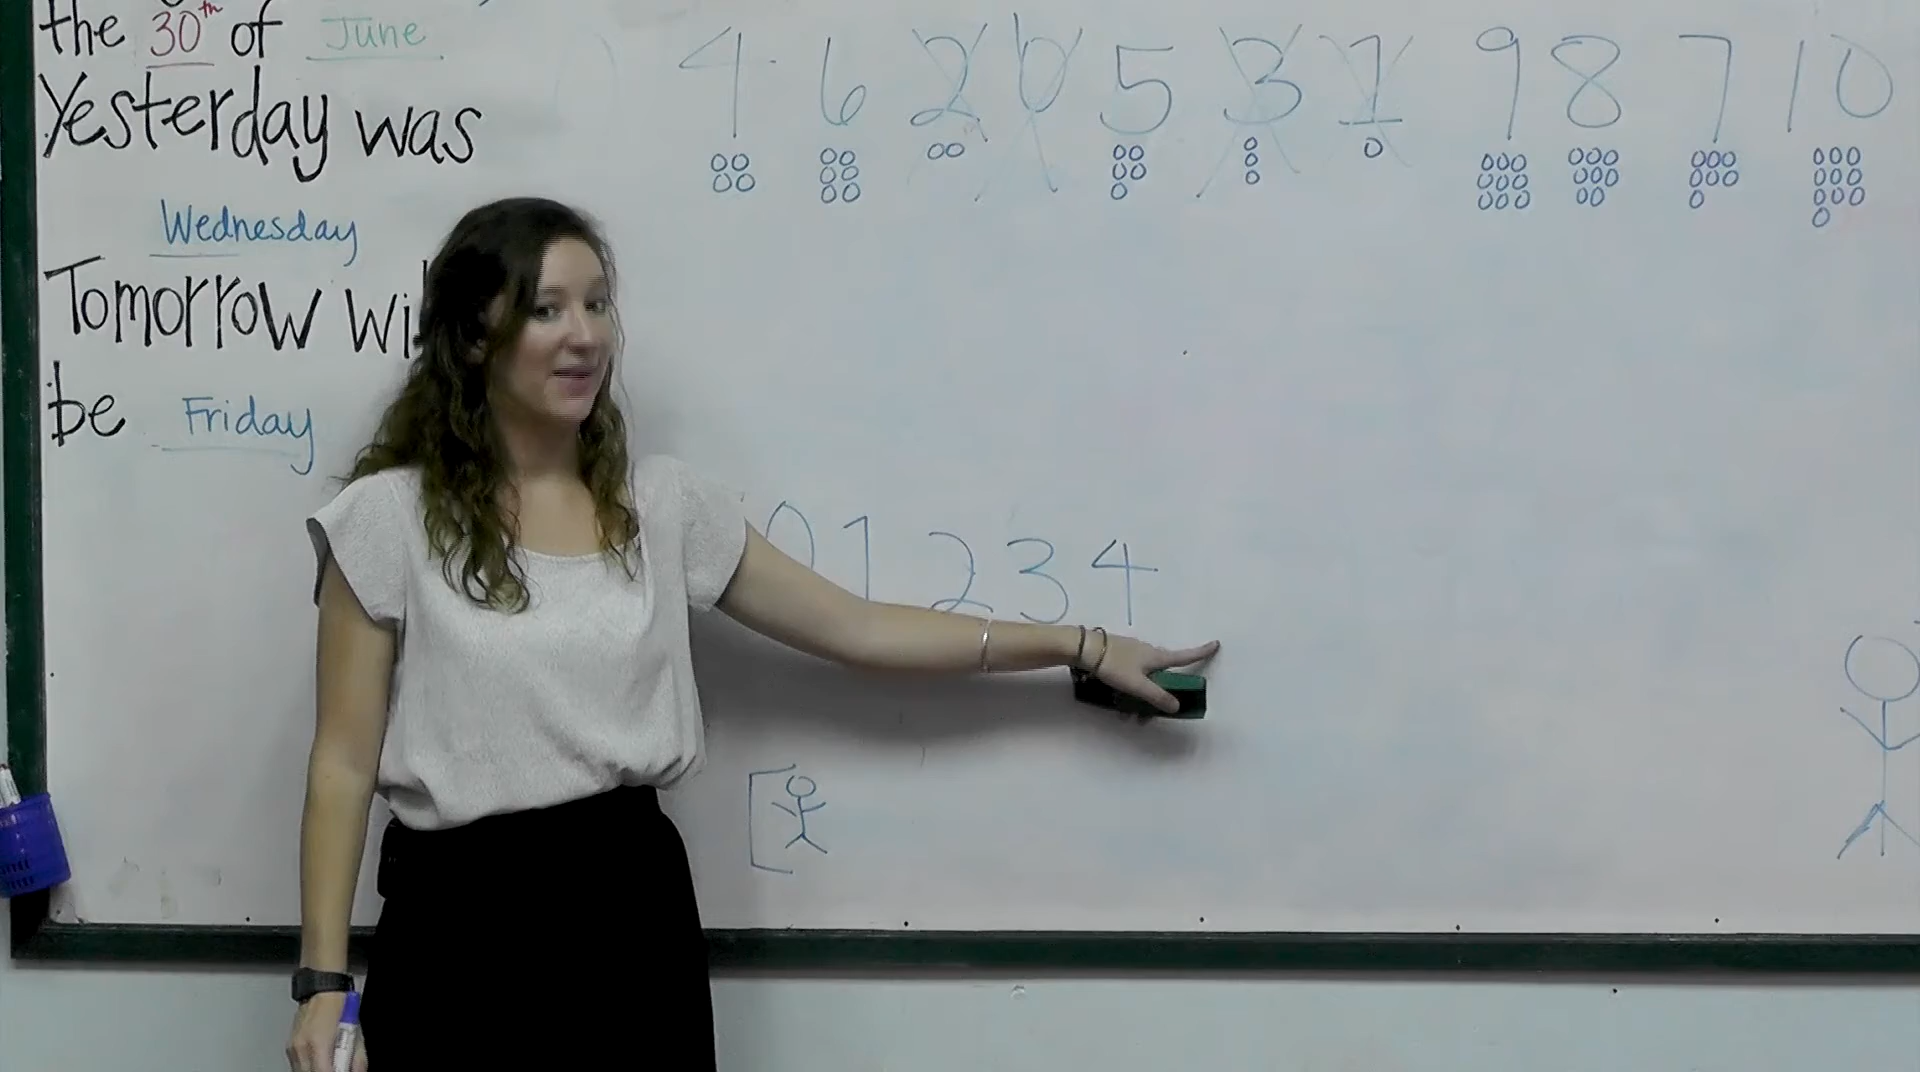 the 30th of June
Yesterday was
Wednesday
Tomorrow wil
be Friday
4 6 2 0 5 3 1 9 8 7 10
0 1 2 3 4